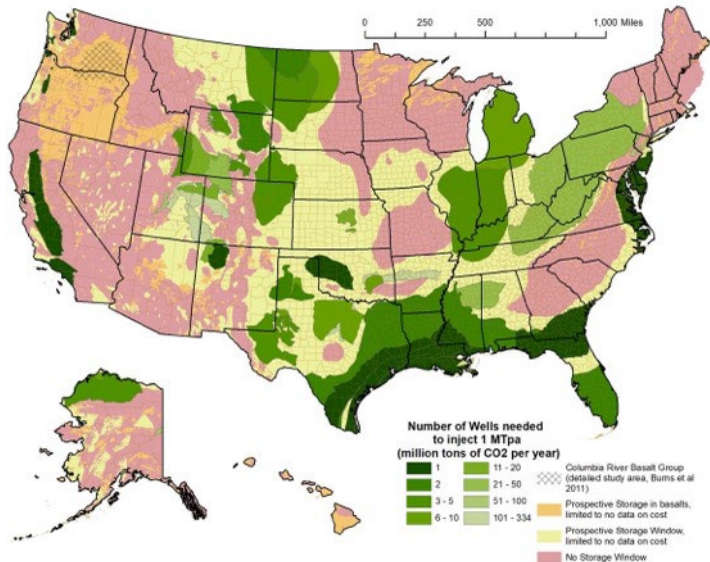 0 250 500 1,000 Miles
Number of Wells needed
to inject 1 MTpa
(million tons of CO2 per year)
1
2
3 - 5
6 - 10
11 - 20
21 - 50
51 - 100
101 - 334
Columbia River Basalt Group
(detailed study area, Burns et al
2011)
Prospective Storage in basalts,
limited to no data on cost
Prospective Storage Window,
limited to no data on cost
No Storage Window